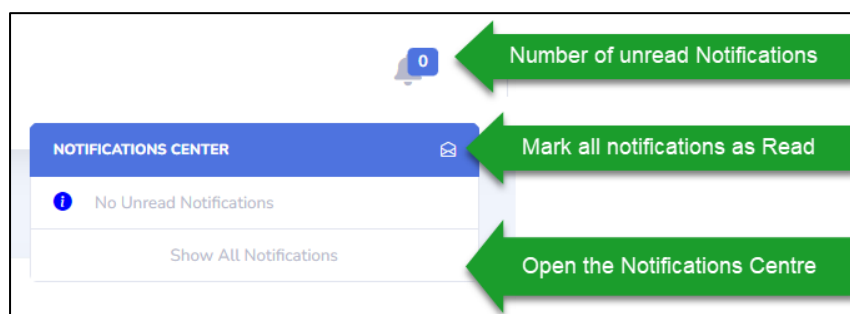 0
Number of unread Notifications
NOTIFICATIONS CENTER
Mark all notifications as Read
i
No Unread Notifications
Show All Notifications
Open the Notifications Centre